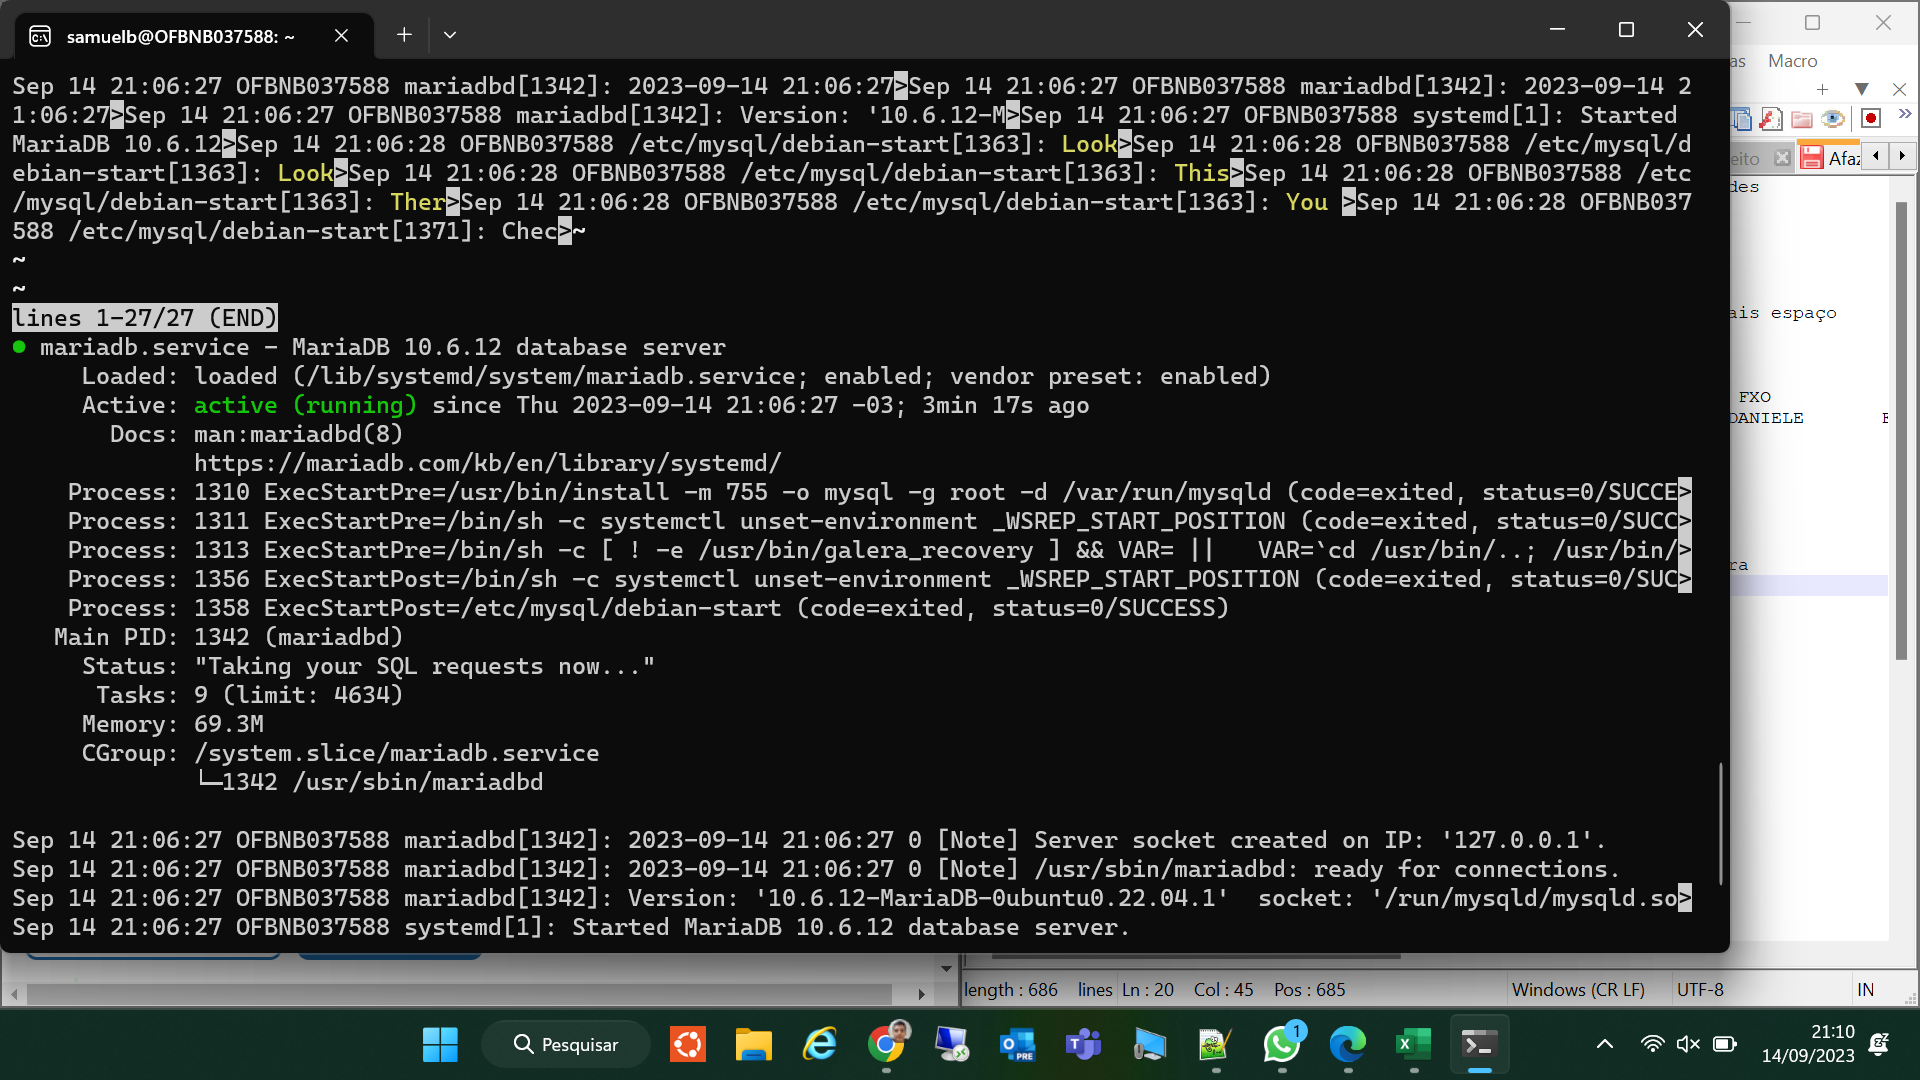 samuelb@OFBNB037588: ~
Sep 14 21:06:27 OFBNB037588 mariadbd[1342]: 2023-09-14 21:06:27>Sep 14 21:06:27 OFBNB037588 mariadbd[1342]: 2023-09-14 2
1:06:27>Sep 14 21:06:27 OFBNB037588 mariadbd[1342]: Version: '10.6.12-M>Sep 14 21:06:27 OFBNB037588 systemd[1]: Started
MariaDB 10.6.12>Sep 14 21:06:28 OFBNB037588 /etc/mysql/debian-start[1363]: Look>Sep 14 21:06:28 OFBNB037588 /etc/mysql/d
ebian-start[1363]: Look>Sep 14 21:06:28 OFBNB037588 /etc/mysql/debian-start[1363]: This>Sep 14 21:06:28 OFBNB037588 /etc
/mysql/debian-start[1363]: Ther>Sep 14 21:06:28 OFBNB037588 /etc/mysql/debian-start[1363]: You >Sep 14 21:06:28 OFBNB037
588 /etc/mysql/debian-start[1371]: Chec>~
~
~
lines 1-27/27 (END)
● mariadb.service - MariaDB 10.6.12 database server
Loaded: loaded (/lib/systemd/system/mariadb.service; enabled; vendor preset: enabled)
Active: active (running) since Thu 2023-09-14 21:06:27 -03; 3min 17s ago
Docs: man:mariadbd(8)
https://mariadb.com/kb/en/library/systemd/
Process: 1310 ExecStartPre=/usr/bin/install -m 755 -o mysql -g root -d /var/run/mysqld (code=exited, status=0/SUCCE>
Process: 1311 ExecStartPre=/bin/sh -c systemctl unset-environment _WSREP_START_POSITION (code=exited, status=0/SUCC>
Process: 1313 ExecStartPre=/bin/sh -c [ ! -e /usr/bin/galera_recovery ] && VAR= ||   VAR=`cd /usr/bin/..; /usr/bin/>
Process: 1356 ExecStartPost=/bin/sh -c systemctl unset-environment _WSREP_START_POSITION (code=exited, status=0/SUC>
Process: 1358 ExecStartPost=/etc/mysql/debian-start (code=exited, status=0/SUCCESS)
Main PID: 1342 (mariadbd)
Status: "Taking your SQL requests now..."
Tasks: 9 (limit: 4634)
Memory: 69.3M
CGroup: /system.slice/mariadb.service
└─1342 /usr/sbin/mariadbd
Sep 14 21:06:27 OFBNB037588 mariadbd[1342]: 2023-09-14 21:06:27 0 [Note] Server socket created on IP: '127.0.0.1'.
Sep 14 21:06:27 OFBNB037588 mariadbd[1342]: 2023-09-14 21:06:27 0 [Note] /usr/sbin/mariadbd: ready for connections.
Sep 14 21:06:27 OFBNB037588 mariadbd[1342]: Version: '10.6.12-MariaDB-0ubuntu0.22.04.1'  socket: '/run/mysqld/mysqld.so>
Sep 14 21:06:27 OFBNB037588 systemd[1]: Started MariaDB 10.6.12 database server.
as Macro
eito Afaz
des
ais espaço
FXO
DANIELE E
ra
length : 686 lines Ln : 20 Col : 45 Pos : 685 Windows (CR LF) UTF-8 IN
Pesquisar
PRE
1
21:10
14/09/2023